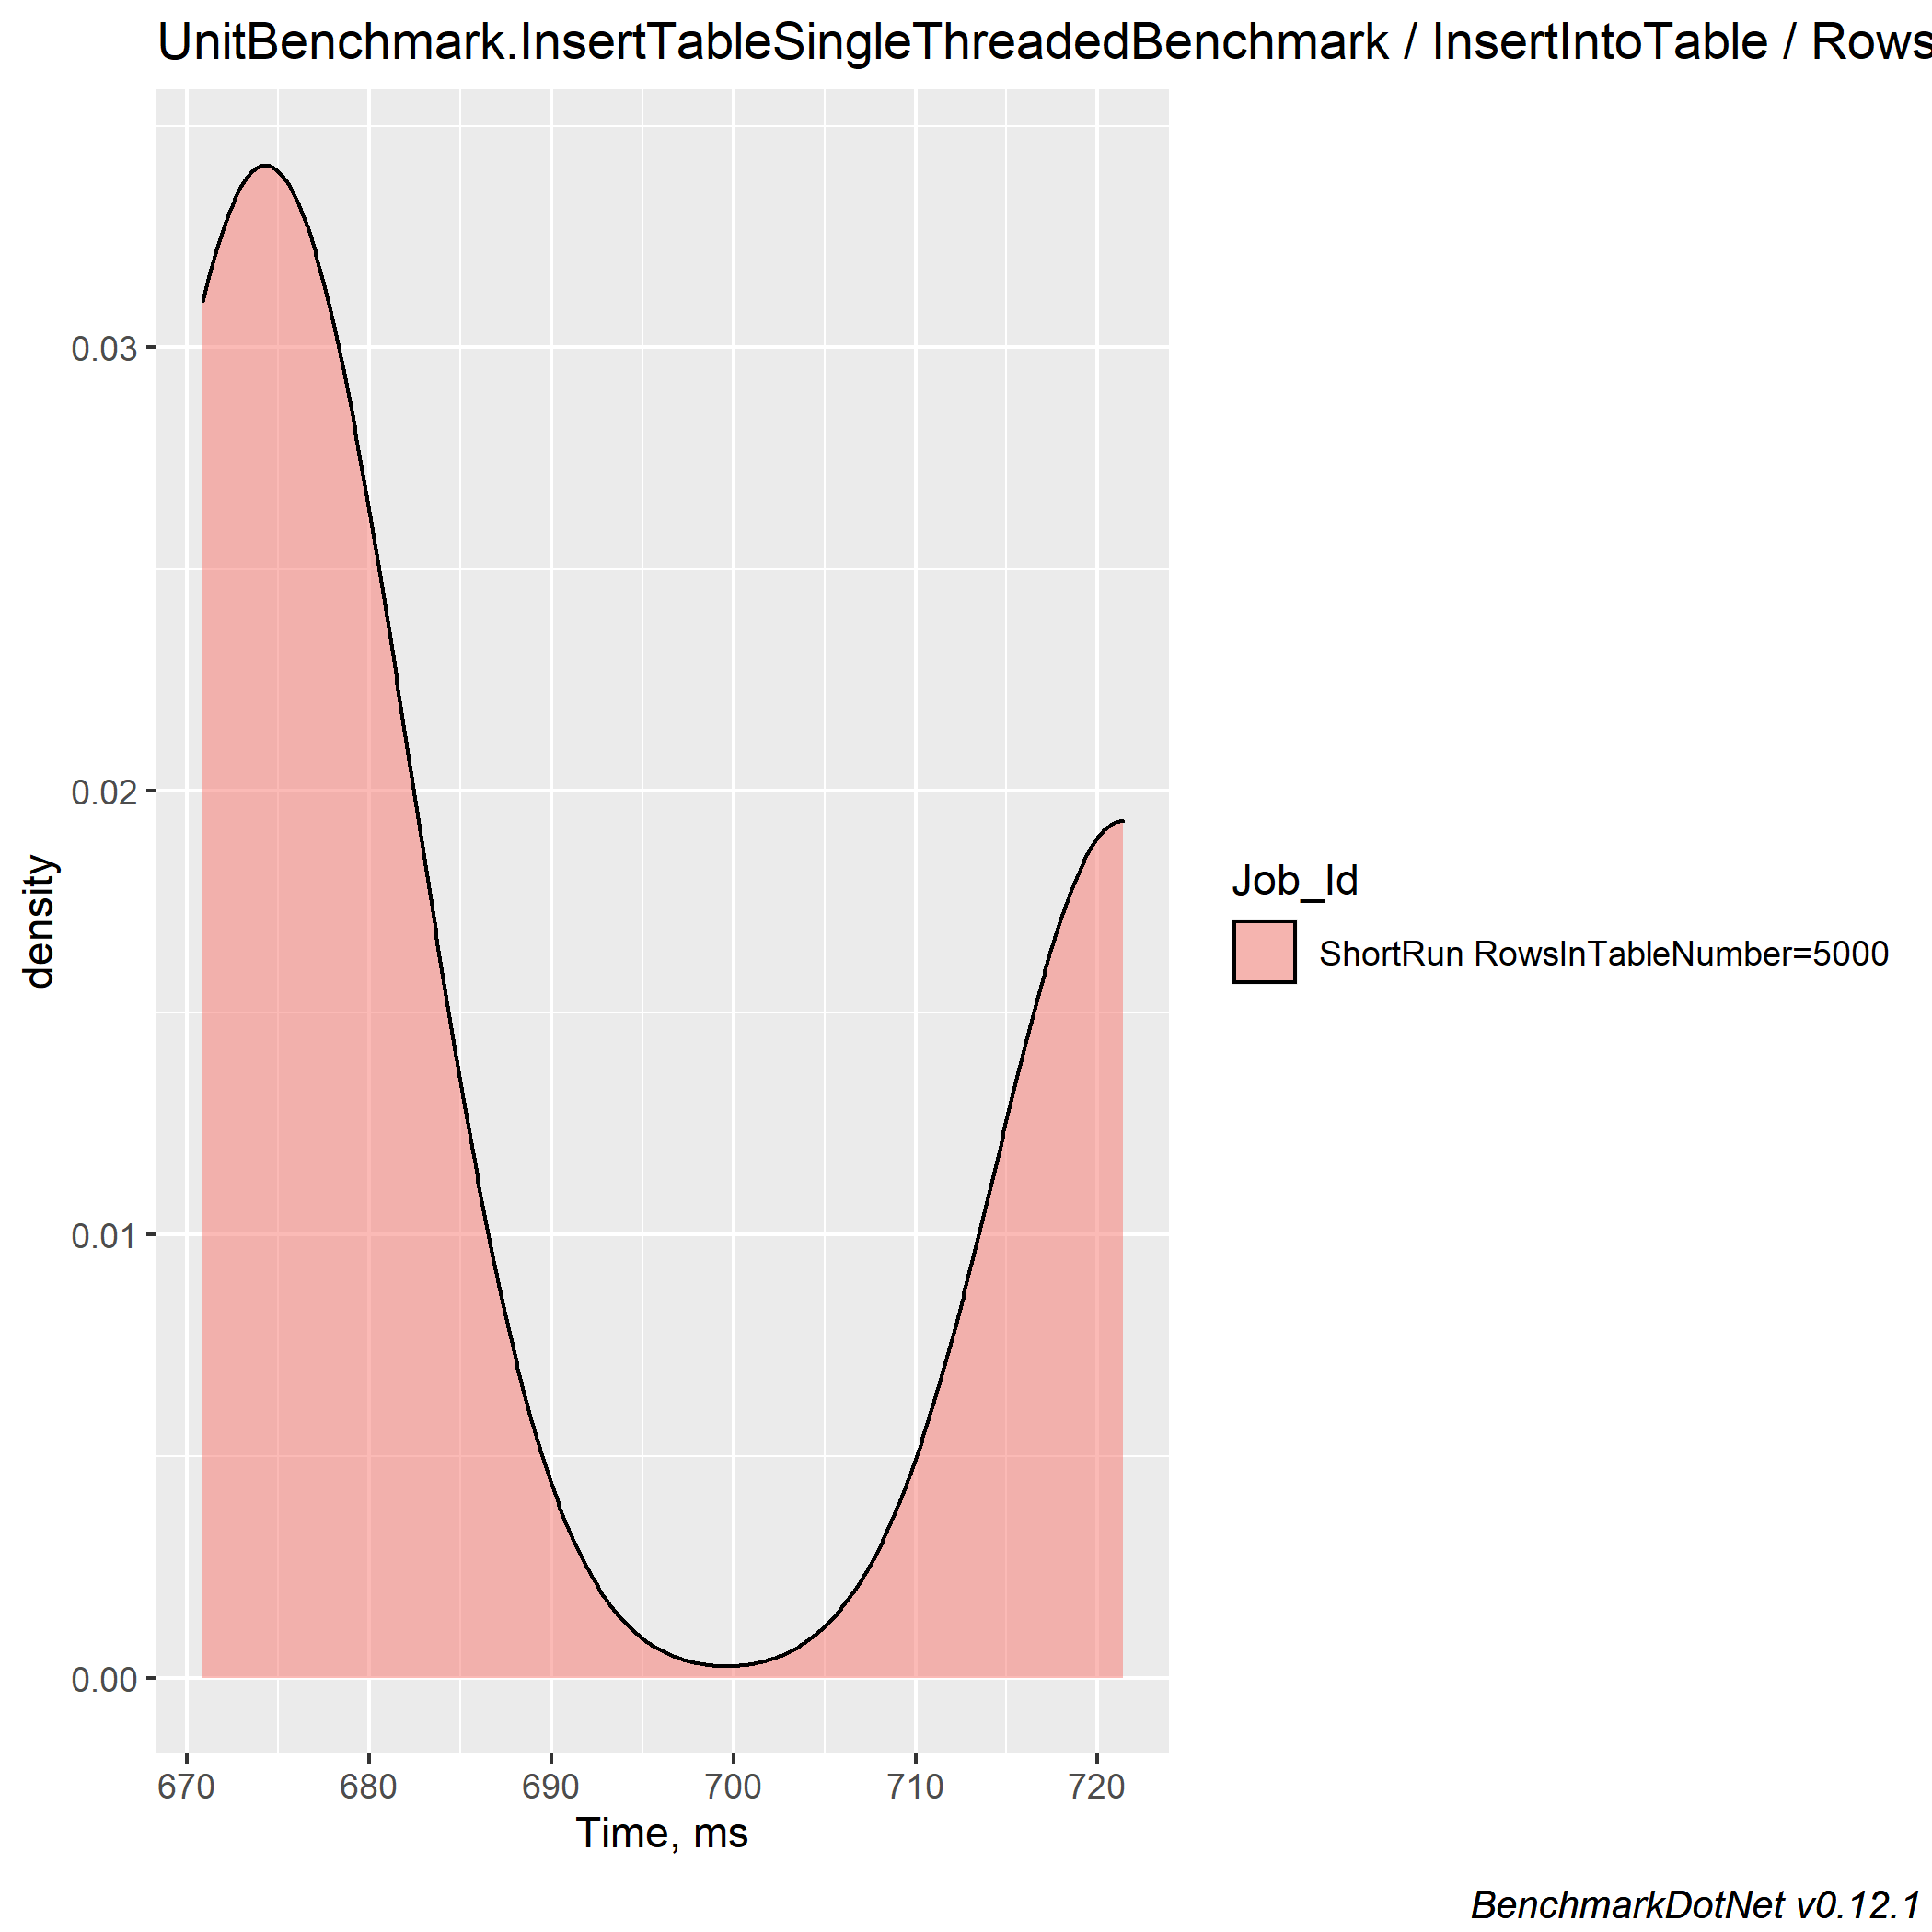 UnitBenchmark.InsertTableSingleThreadedBenchmark / InsertIntoTable / Rows
0.03
0.02
0.01
0.00
density
670 680 690 700 710 720
Time, ms
Job_Id
ShortRun RowsInTableNumber=5000
BenchmarkDotNet v0.12.1